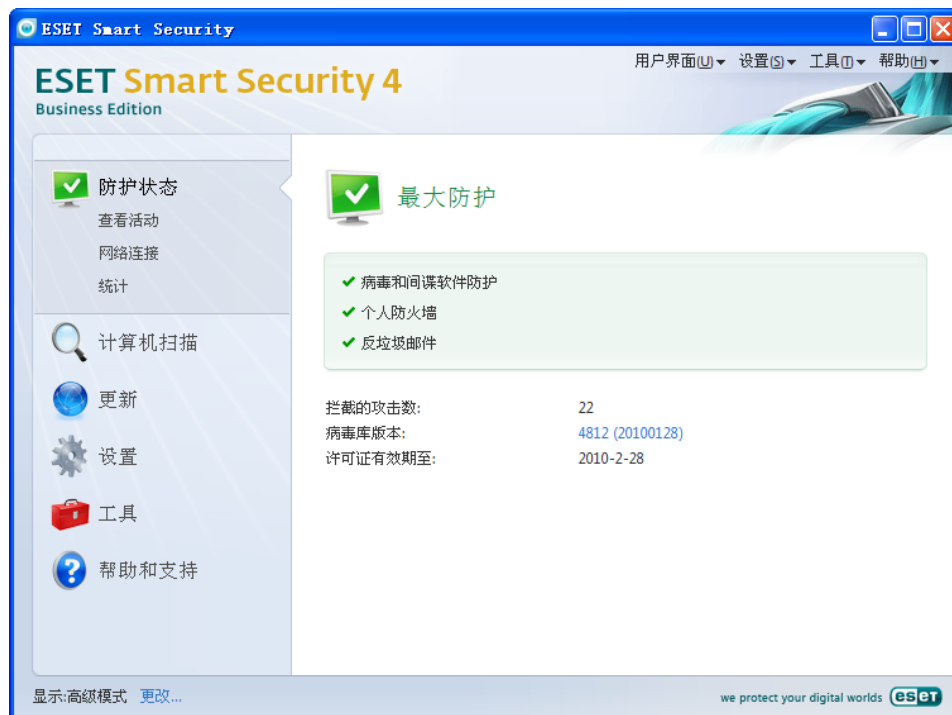 ESET Smart Security
用户界面(U) 设置(S) 工具(T) 帮助(H)
ESET Smart Security 4
Business Edition
防护状态
查看活动
网络连接
统计
计算机扫描
更新
设置
工具
帮助和支持
最大防护
病毒和间谍软件防护
个人防火墙
反垃圾邮件
拦截的攻击数: 22
病毒库版本: 4812 (20100128)
许可证有效期至: 2010-2-28
显示:高级模式 更改...
we protect your digital worlds eset